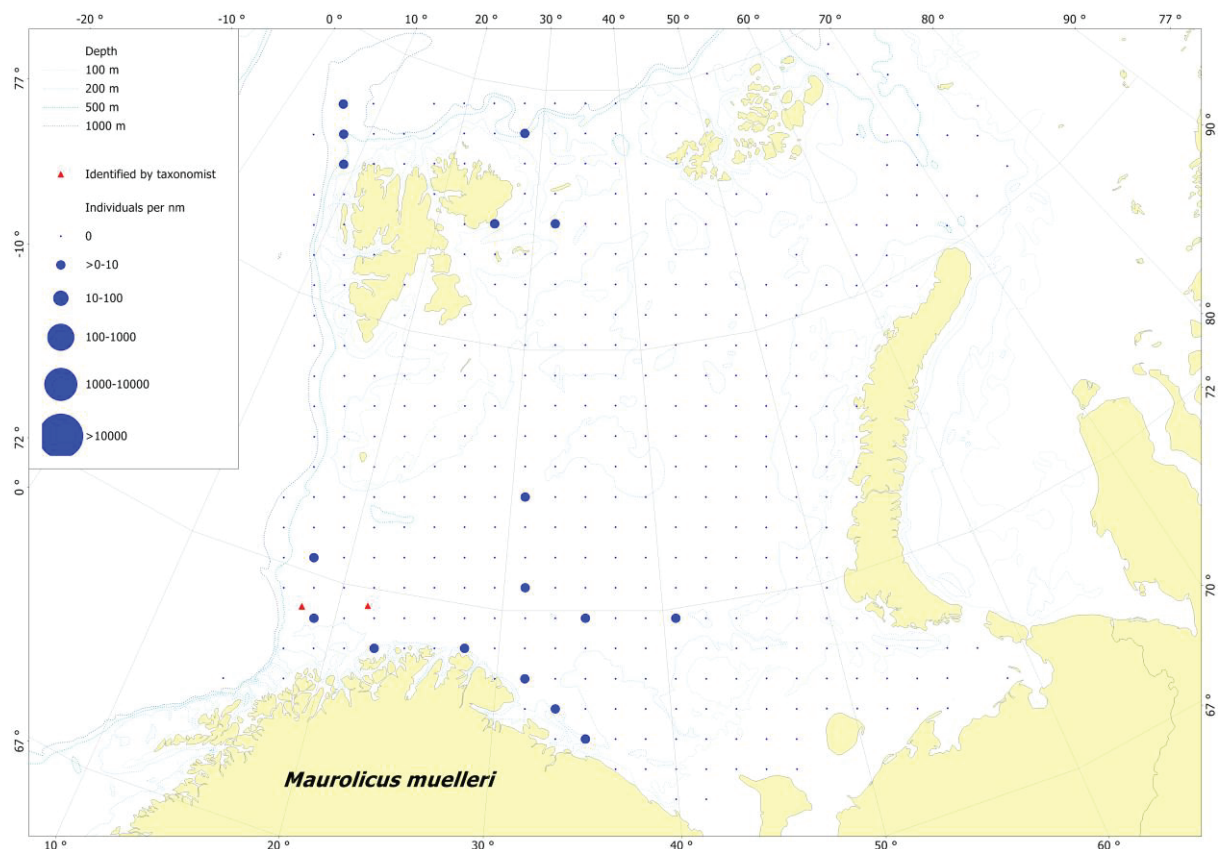 -20 ° -10 ° 0 ° 10 ° 20 ° 30 ° 40 ° 50 ° 60 ° 70 ° 80 ° 90 ° 77 °
Depth
100 m
200 m
500 m
1000 m
Identified by taxonomist
Individuals per nm
0
>0-10
10-100
100-1000
1000-10000
>10000
77 °
-10 °
72 °
0 °
67 °
90 °
80 °
72 °
70 °
67 °
Maurolicus muelleri
10 ° 20 ° 30 ° 40 ° 50 ° 60 °